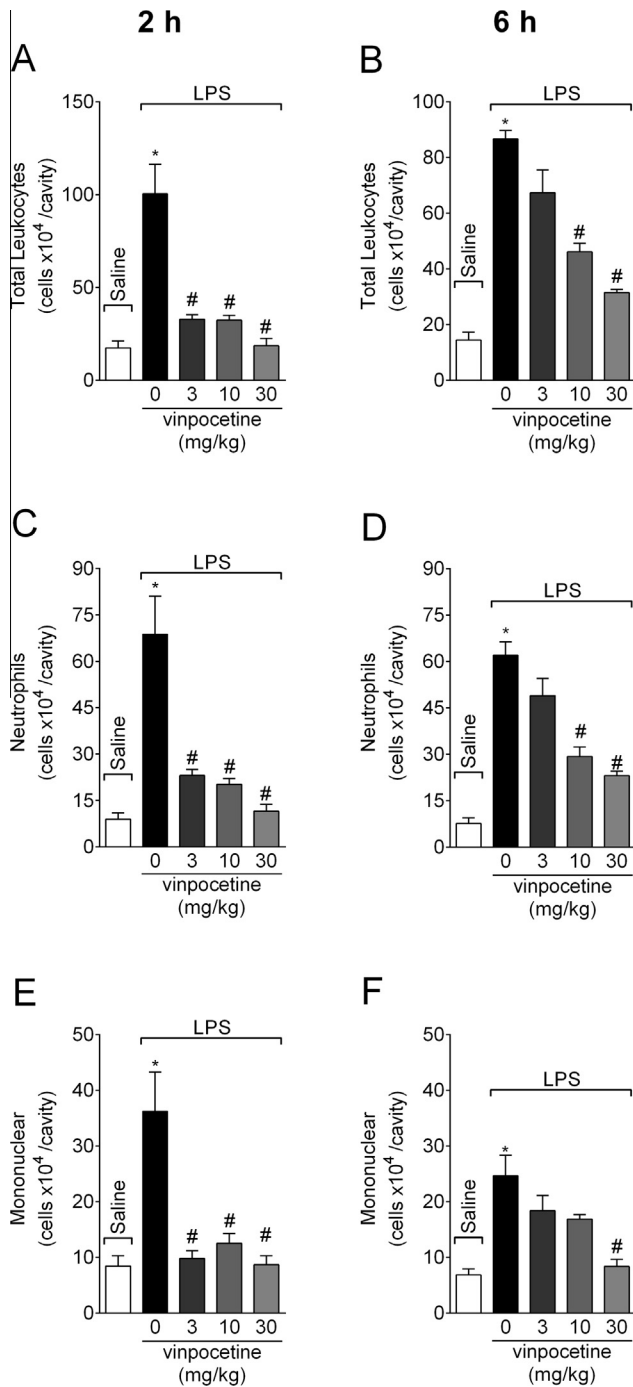 2 h
6 h
A
LPS
150
100
50
0
Total Leukocytes
(cells x10⁴/cavity)
Saline
*
#
#
#
0 3 10 30
vinpocetine
(mg/kg)
B
LPS
100
80
60
40
20
0
Total Leukocytes
(cells x10⁴/cavity)
Saline
*
#
#
0 3 10 30
vinpocetine
(mg/kg)
C
LPS
90
75
60
45
30
15
0
Neutrophils
(cells x10⁴/cavity)
Saline
*
#
#
#
0 3 10 30
vinpocetine
(mg/kg)
D
LPS
90
75
60
45
30
15
0
Neutrophils
(cells x10⁴/cavity)
Saline
*
#
#
0 3 10 30
vinpocetine
(mg/kg)
E
LPS
50
40
30
20
10
0
Mononuclear
(cells x10⁴/cavity)
Saline
*
#
#
#
0 3 10 30
vinpocetine
(mg/kg)
F
LPS
50
40
30
20
10
0
Mononuclear
(cells x10⁴/cavity)
Saline
*
#
0 3 10 30
vinpocetine
(mg/kg)